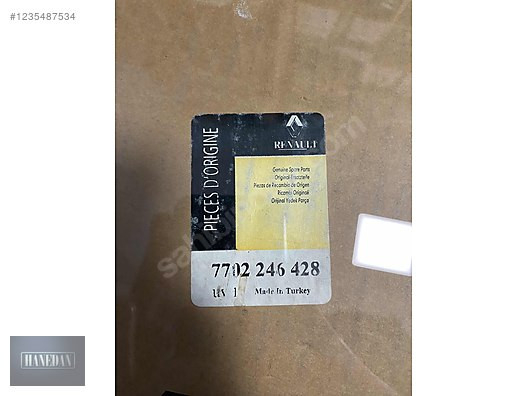 #1235487534
PIECES D'ORIGINE
RENAULT
Genuine Spare Parts
Original Ersatzteile
Piezas de Recambio de Origen
Ricambi Originali
Orijinal Yedek Parça
7702 246 428
Made In Turkey
HANEDAN